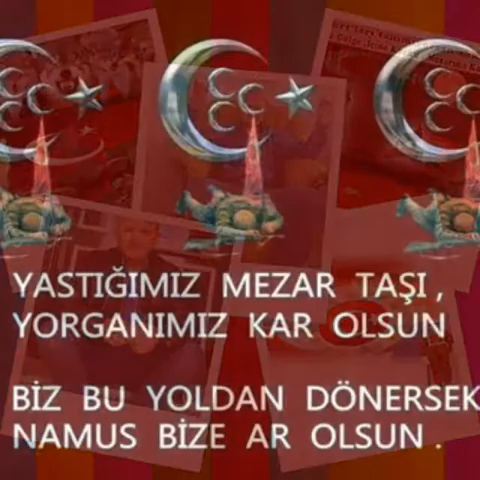 YASTIĞIMIZ MEZAR TAŞI ,
YORGANIMIZ KAR OLSUN
BİZ BU YOLDAN DÖNERSEK
NAMUS BİZE AR OLSUN .